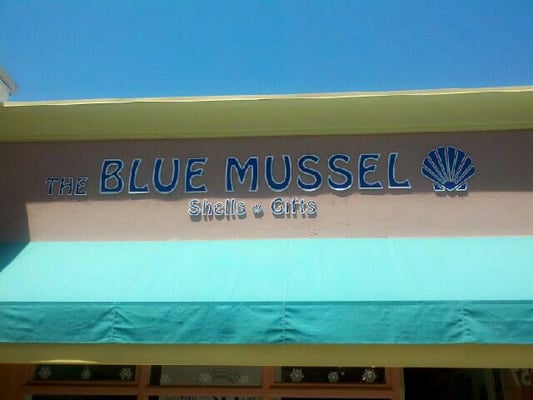 THE BLUE MUSSEL
Shells & Gifts